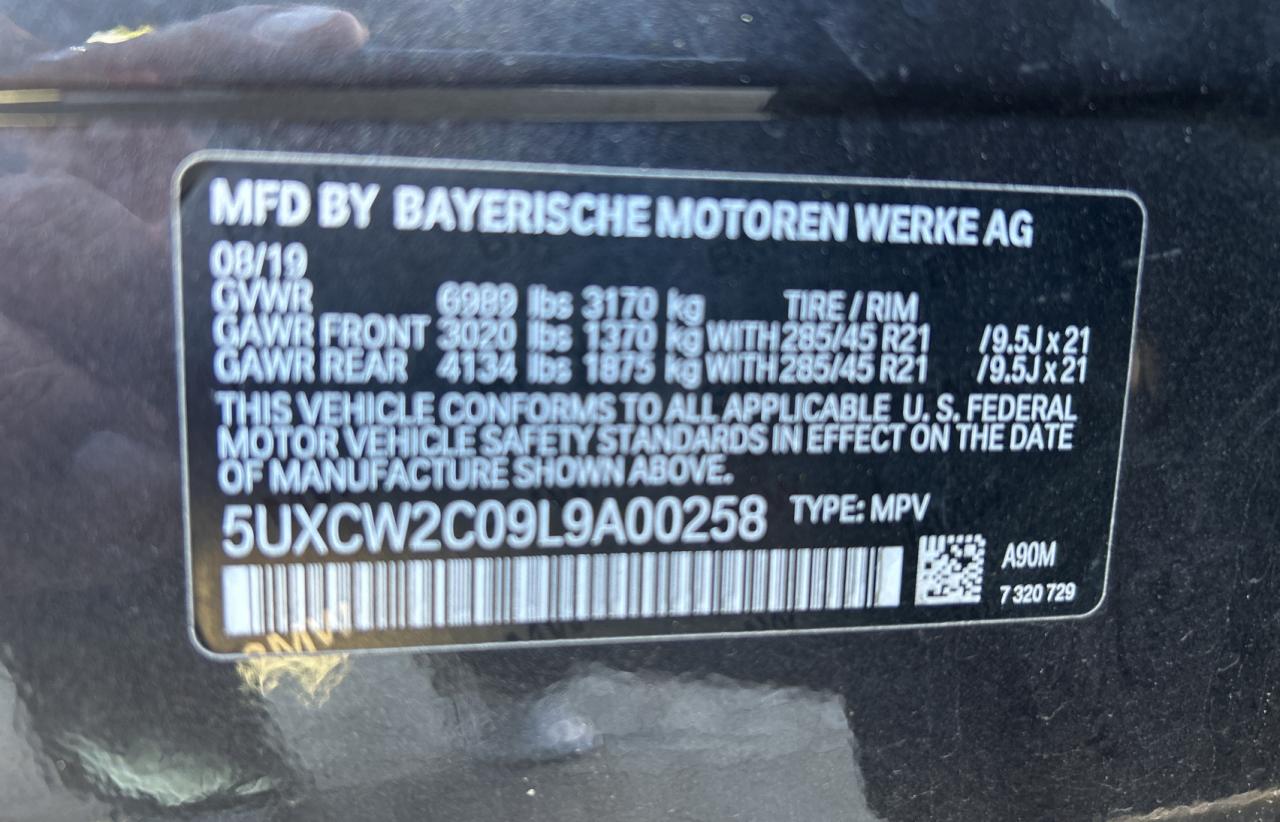 MFD BY BAYERISCHE MOTOREN WERKE AG
08/19
GVWR 6989 lbs 3170 kg TIRE / RIM
GAWR FRONT 3020 lbs 1370 kg WITH 285/45 R21 /9.5J x 21
GAWR REAR 4134 lbs 1875 kg WITH 285/45 R21 /9.5J x 21
THIS VEHICLE CONFORMS TO ALL APPLICABLE U. S. FEDERAL
MOTOR VEHICLE SAFETY STANDARDS IN EFFECT ON THE DATE
OF MANUFACTURE SHOWN ABOVE.
5UXCW2C09L9A00258 TYPE: MPV
A90M
7 320 729
BMW